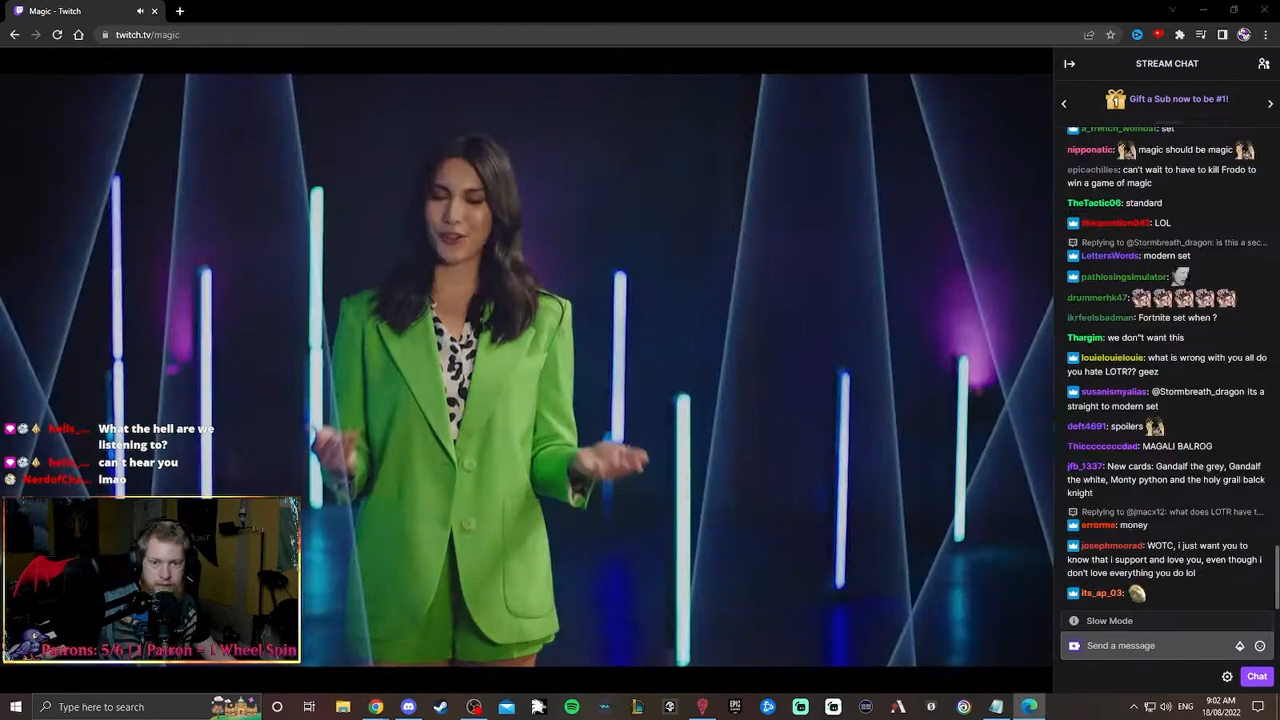 Magic - Twitch
twitch.tv/magic
STREAM CHAT
1
Gift a Sub now to be #1!
a_french_wombat: set
nipponatic: magic should be magic
epicachilles: can't wait to have to kill Frodo to
win a game of magic
TheTactic06: standard
LOL
Replying to @Stormbreath_dragon: is this a sec...
LettersWords: modern set
pathlosingsimulator:
drummerhk47:
ikrfeelsbadman: Fortnite set when ?
Thargim: we don"t want this
louielouielouie: what is wrong with you all do
you hate LOTR?? geez
susanismyalias: @Stormbreath_dragon its a
straight to modern set
deft4691: spoilers
Thiccccccccdad: MAGALI BALROG
jfb_1337: New cards: Gandalf the grey, Gandalf
the white, Monty python and the holy grail back
knight
Replying to @jmacx12: what does LOTR have t...
errorme: money
josephmoorad: WOTC, i just want you to
know that i support and love you, even though i
don't love everything you do lol
its_ap_03:
Slow Mode
Send a message
Chat
What the hell are we
listening to?
can't hear you
NerdofCha... lmao
Patrons: 5/6 | 1 Patron = 1 Wheel Spin
Type here to search
ENG
9:02 AM
18/08/2022